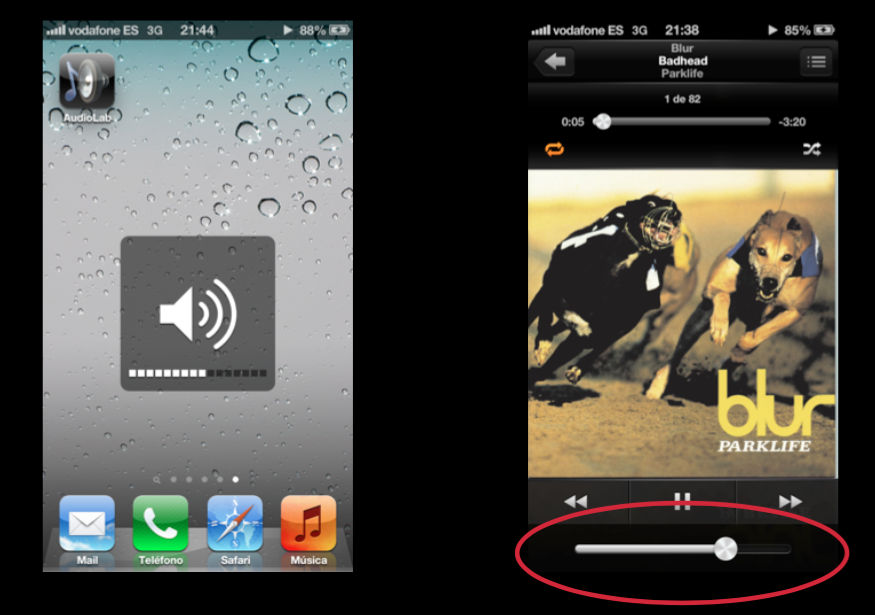 vodafone ES 3G 21:44 88%
AudioLab
Mail Teléfono Safari Música
vodafone ES 3G 21:38 85%
Blur
Badhead
Parklife
1 de 82
0:05 -3:20
blur
PARKLIFE